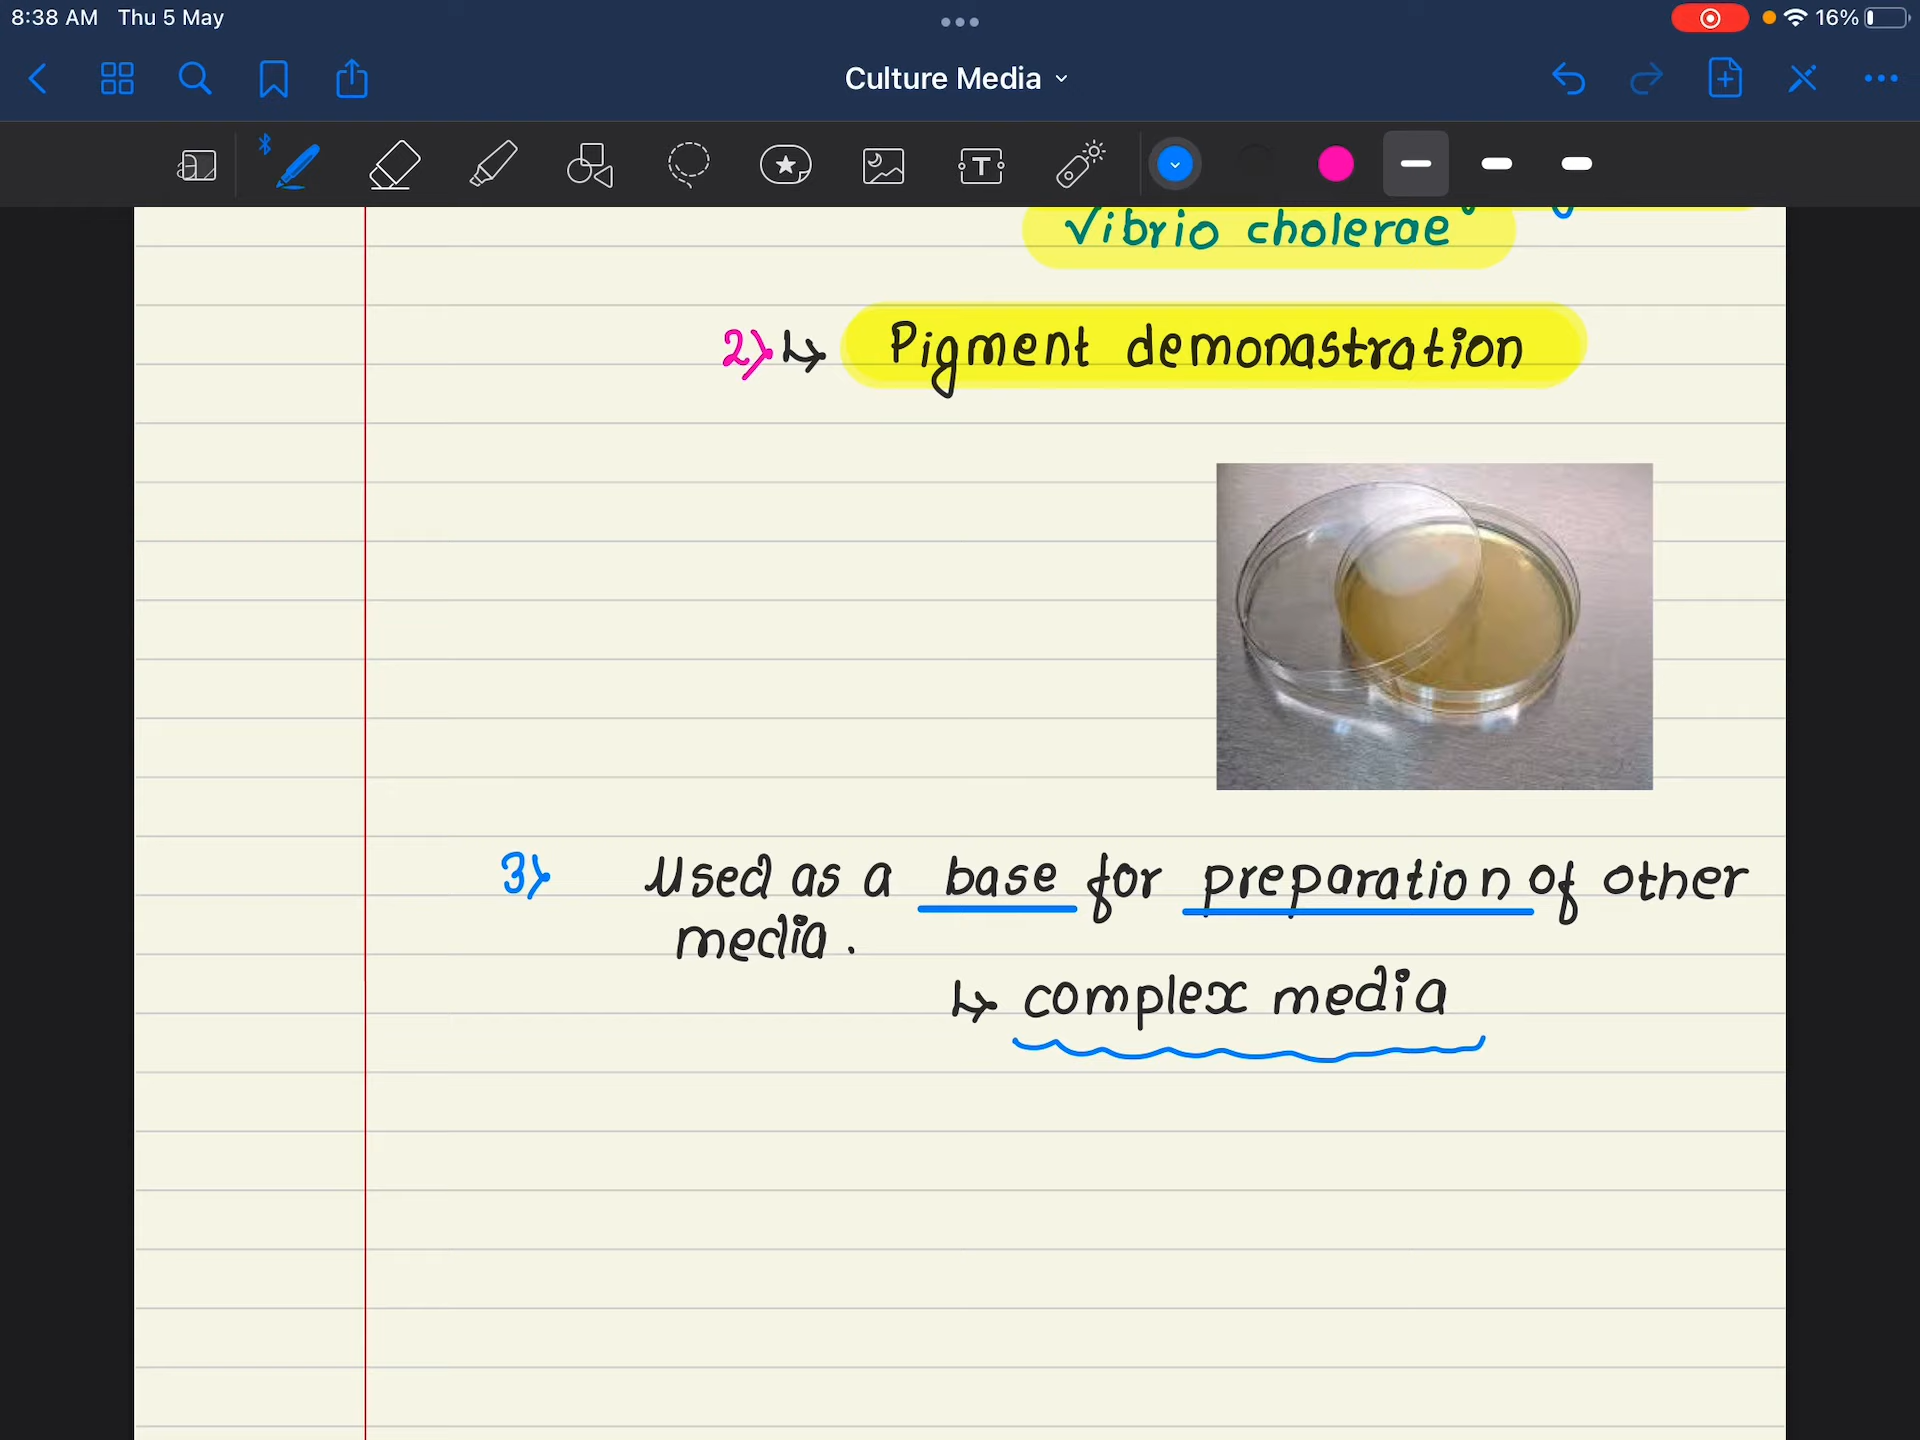 8:38 AM Thu 5 May
16%
Culture Media
T
Vibrio cholerae
2) ↳ Pigment demonastration
3) Used as a base for preparation of other
media.
↳ complex media